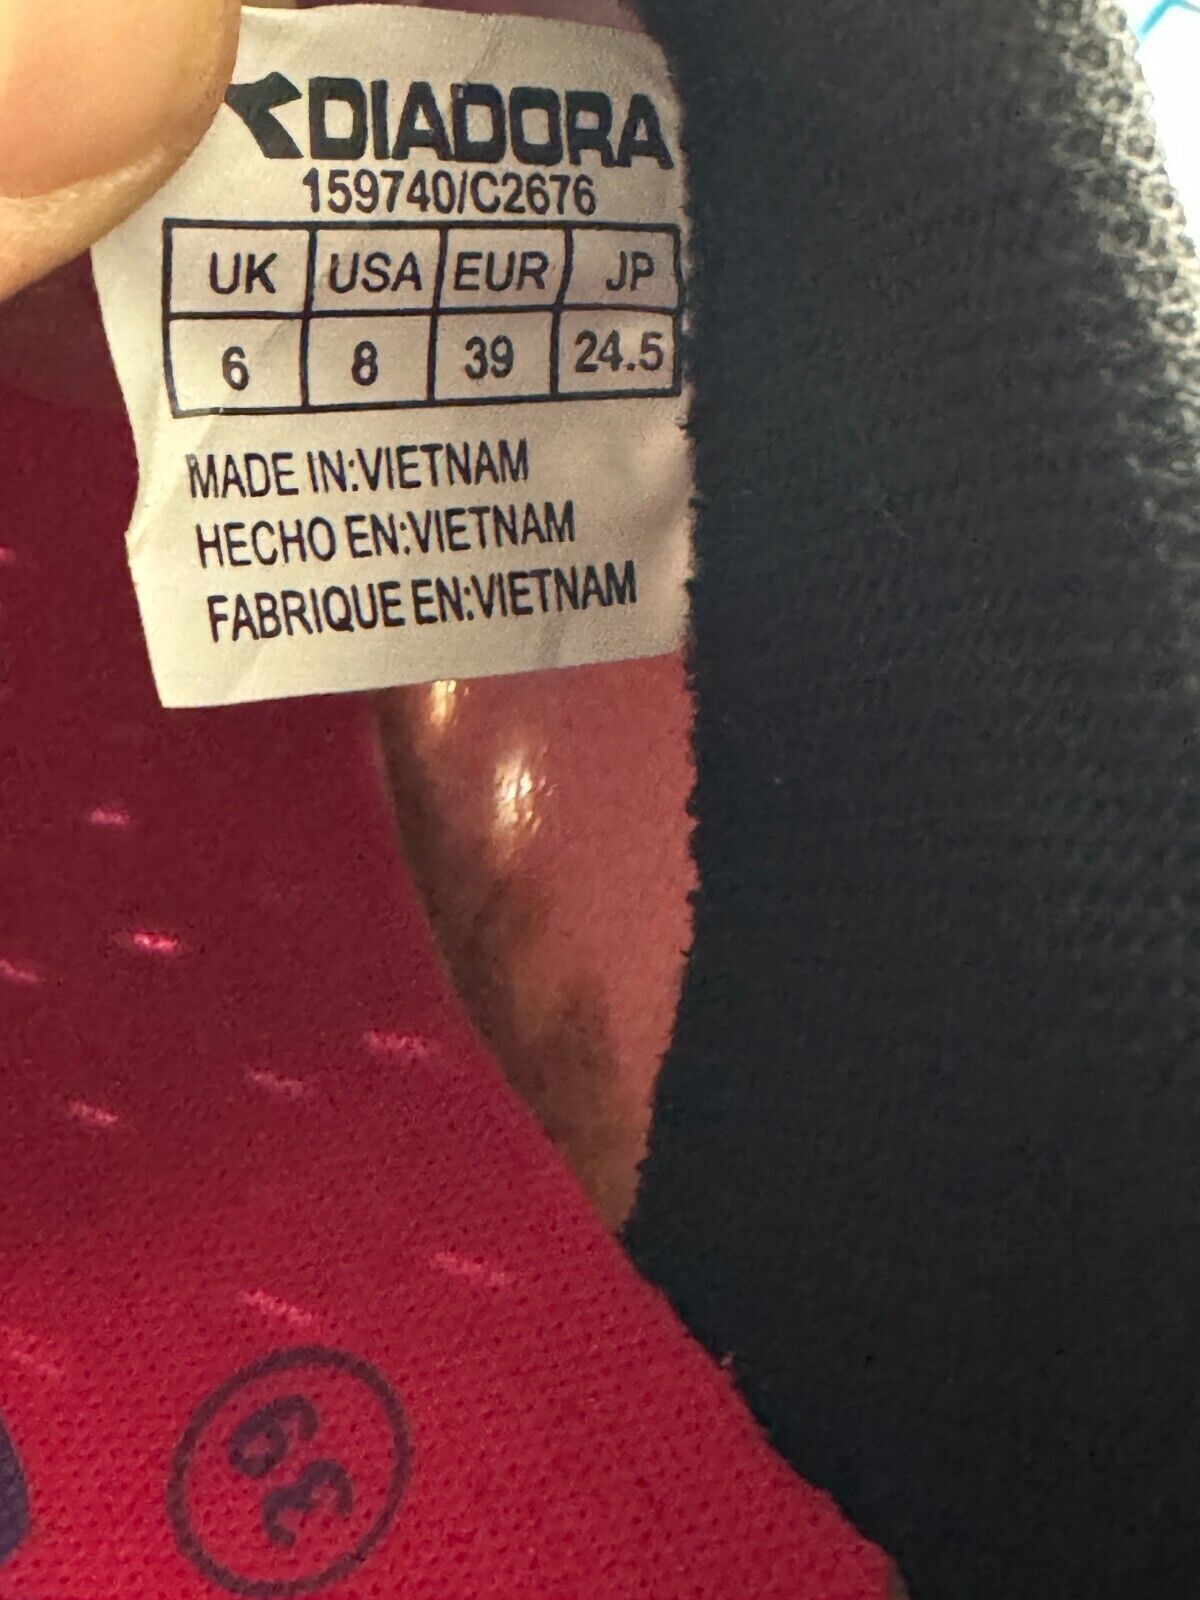 DIADORA
159740/C2676
UK USA EUR JP
6 8 39 24.5
MADE IN:VIETNAM
HECHO EN:VIETNAM
FABRIQUE EN:VIETNAM
39